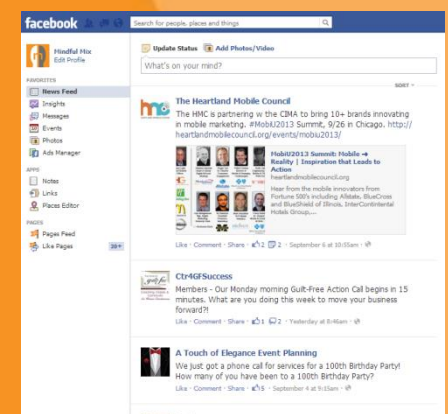 facebook
Search for people, places and things
Mindful Mix
Edit Profile
FAVORITES
News Feed
Insights
Messages
Events
Photos
Ads Manager
APPS
Notes
Links
Places Editor
PAGES
Pages Feed
Like Pages 20+
Update Status Add Photos/Video
What's on your mind?
SORT
The Heartland Mobile Council
The HMC is partnering w the CIMA to bring 10+ brands innovating
in mobile marketing. #MobiU2013 Summit, 9/26 in Chicago. http://
heartlandmobilecouncil.org/events/mobiu2013/
MobiU2013 Summit: Mobile →
Reality | Inspiration that Leads to
Action
heartlandmobilecouncil.org
Hear from the mobile innovators from
Fortune 500's including Allstate, BlueCross
and BlueShield of Illinois, InterContinental
Hotels Group,...
Like · Comment · Share · 2 2 · September 6 at 10:55am ·
Ctr4GFSuccess
Members - Our Monday morning Guilt-Free Action Call begins in 15
minutes. What are you doing this week to move your business
forward?!
Like · Comment · Share · 1 2 · Yesterday at 8:46am ·
A Touch of Elegance Event Planning
We just got a phone call for services for a 100th Birthday Party!
How many of you have been to a 100th Birthday Party?
Like · Comment · Share · 5 · September 4 at 9:15am ·